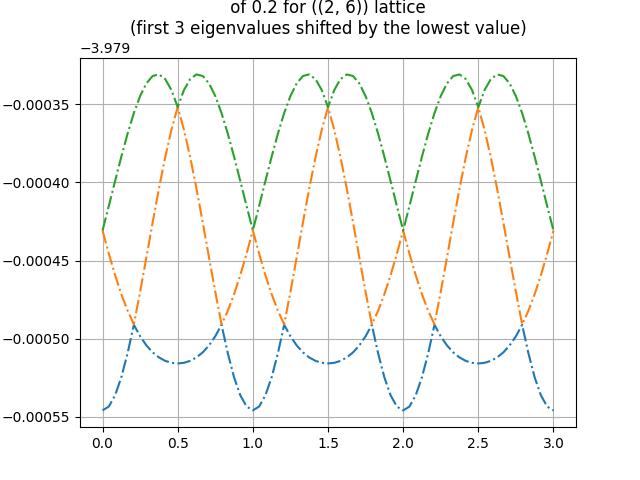 of 0.2 for ((2, 6)) lattice
(first 3 eigenvalues shifted by the lowest value)
−3.979
−0.00035
−0.00040
−0.00045
−0.00050
−0.00055
0.0 0.5 1.0 1.5 2.0 2.5 3.0